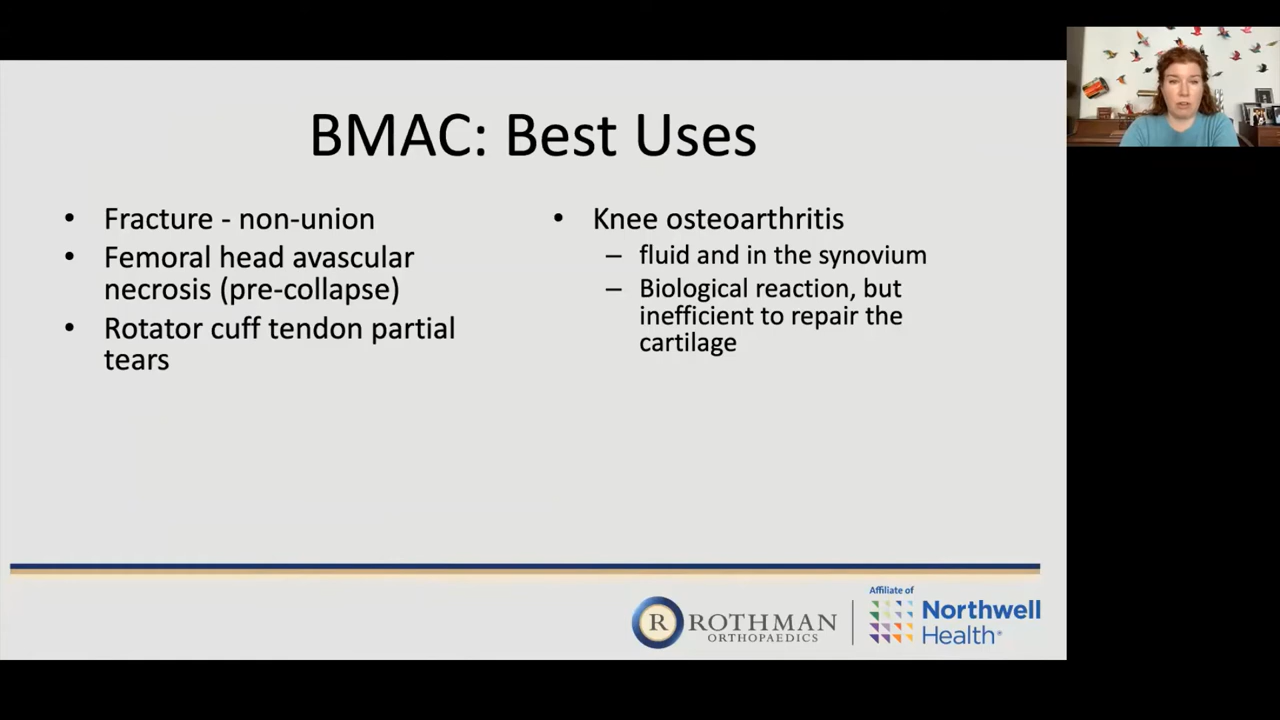 BMAC: Best Uses
• Fracture - non-union
• Femoral head avascular
necrosis (pre-collapse)
• Rotator cuff tendon partial
tears
• Knee osteoarthritis
– fluid and in the synovium
– Biological reaction, but
inefficient to repair the
cartilage
R ROTHMAN
ORTHOPAEDICS
Affiliate of
Northwell
Health®